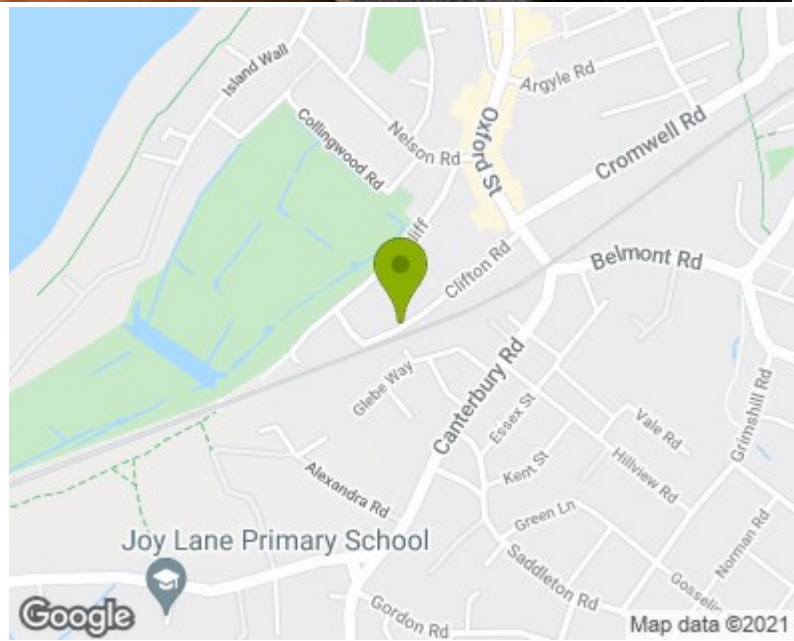 Island Wall
Argyle Rd
Oxford St
Collingwood Rd
Nelson Rd
Cromwell Rd
liff
Clifton Rd
Belmont Rd
Glebe Way
Canterbury Rd
Essex St
Grimshill Rd
Vale Rd
Kent St
Hillview Rd
Alexandra Rd
Green Ln
Norman Rd
Joy Lane Primary School
Saddleton Rd
Gosselin
Gordon Rd
Google
Map data ©2021